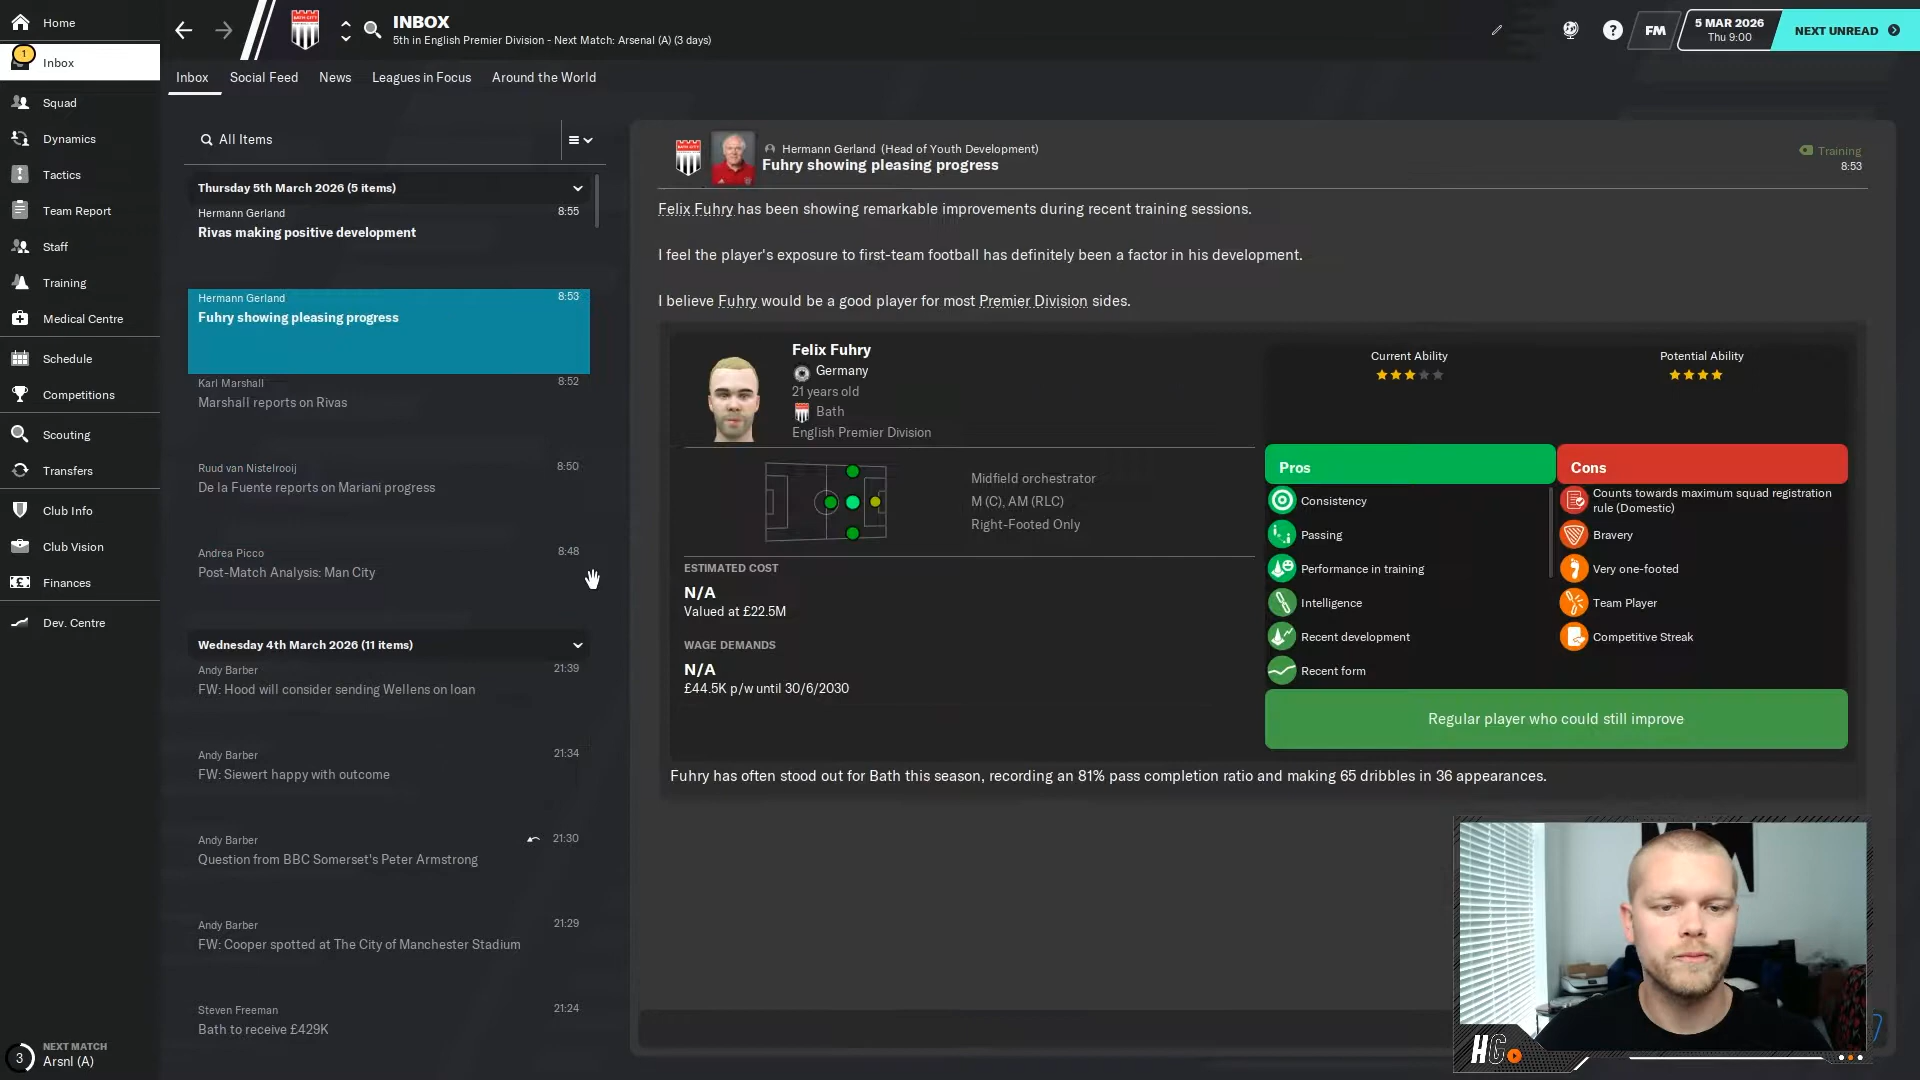 Home
INBOX
5th in English Premier Division - Next Match: Arsenal (A) (3 days)
FM
5 MAR 2026
Thu 9:00
NEXT UNREAD
1
Inbox
Squad
Dynamics
Tactics
Team Report
Staff
Training
Medical Centre
Schedule
Competitions
Scouting
Transfers
Club Info
Club Vision
Finances
Dev. Centre
3
NEXT MATCH
Arsnl (A)
Inbox
Social Feed
News
Leagues in Focus
Around the World
All Items
Thursday 5th March 2026 (5 items)
Hermann Gerland
8:55
Rivas making positive development
Hermann Gerland
8:53
Fuhry showing pleasing progress
Karl Marshall
8:52
Marshall reports on Rivas
Ruud van Nistelrooij
8:50
De la Fuente reports on Mariani progress
Andrea Picco
8:48
Post-Match Analysis: Man City
Wednesday 4th March 2026 (11 items)
Andy Barber
21:39
FW: Hood will consider sending Wellens on loan
Andy Barber
21:34
FW: Siewert happy with outcome
Andy Barber
21:30
Question from BBC Somerset's Peter Armstrong
Andy Barber
21:29
FW: Cooper spotted at The City of Manchester Stadium
Steven Freeman
21:24
Bath to receive £429K
Hermann Gerland (Head of Youth Development)
Fuhry showing pleasing progress
Training
8:53
Felix Fuhry has been showing remarkable improvements during recent training sessions.
I feel the player's exposure to first-team football has definitely been a factor in his development.
I believe Fuhry would be a good player for most Premier Division sides.
Felix Fuhry
Germany
21 years old
Bath
English Premier Division
Midfield orchestrator
M (C), AM (RLC)
Right-Footed Only
ESTIMATED COST
N/A
Valued at £22.5M
WAGE DEMANDS
N/A
£44.5K p/w until 30/6/2030
Current Ability
Potential Ability
Pros
Consistency
Passing
Performance in training
Intelligence
Recent development
Recent form
Cons
Counts towards maximum squad registration
rule (Domestic)
Bravery
Very one-footed
Team Player
Competitive Streak
Regular player who could still improve
Fuhry has often stood out for Bath this season, recording an 81% pass completion ratio and making 65 dribbles in 36 appearances.
HG